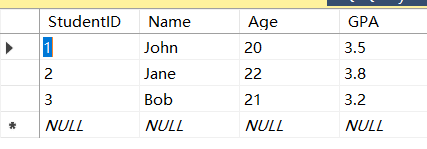 StudentID Name Age GPA
1 John 20 3.5
2 Jane 22 3.8
3 Bob 21 3.2
* NULL NULL NULL NULL